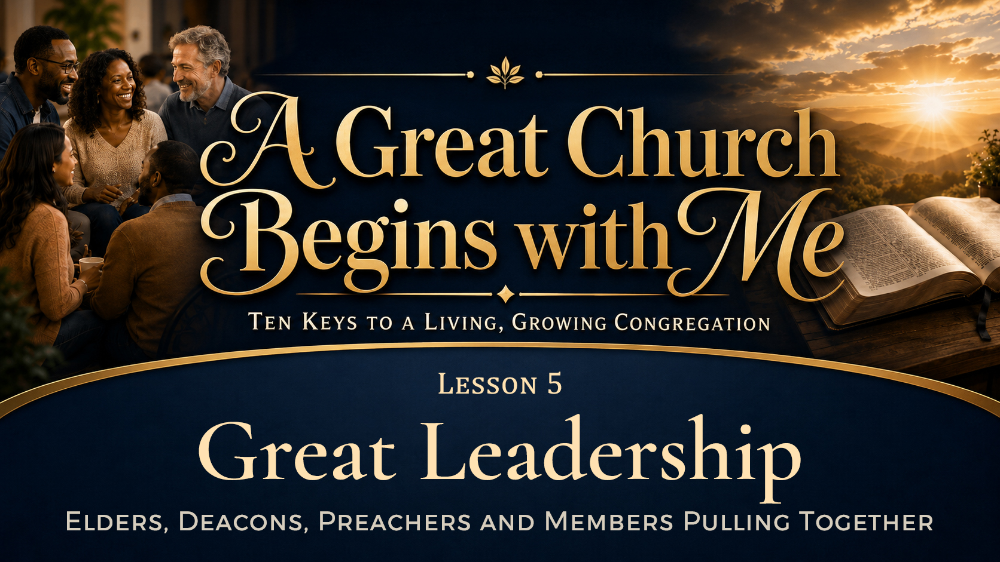 A Great Church
Begins with Me
Ten Keys to a Living, Growing Congregation
Lesson 5
Great Leadership
Elders, Deacons, Preachers and Members Pulling Together